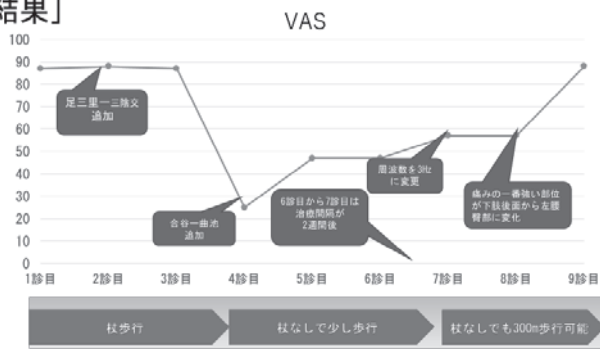 結果」
VAS
100
90
80
70
60
50
40
30
20
10
0
足三里ー三陰交
追加
合谷ー曲池
追加
6診目から7診目は
治療間隔が
2週間後
周波数を3Hz
に変更
痛みの一番強い部位
が下肢後面から左腰
臀部に変化
1診目 2診目 3診目 4診目 5診目 6診目 7診目 8診目 9診目
杖歩行
杖なしで少し歩行
杖なしでも300m歩行可能